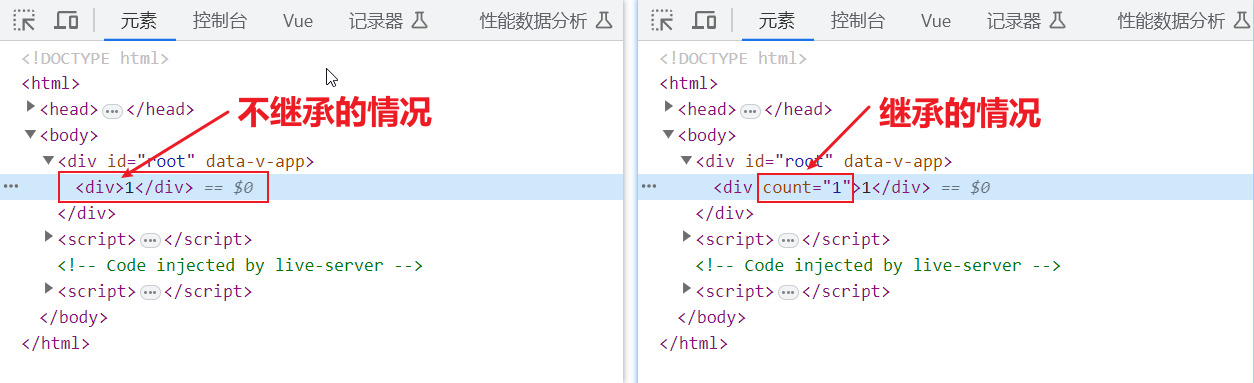 元素 控制台 Vue 记录器 性能数据分析
<!DOCTYPE html>
<html>
<head> ••• </head>
不继承的情况
<body>
<div id="root" data-v-app>
••• <div>1</div> == $0
</div>
<script> ••• </script>
<!-- Code injected by live-server -->
<script> ••• </script>
</body>
</html>
元素 控制台 Vue 记录器 性能数据分析
<!DOCTYPE html>
<html>
<head> ••• </head>
继承的情况
<body>
<div id="root" data-v-app>
••• <div count="1">1</div> == $0
</div>
<script> ••• </script>
<!-- Code injected by live-server -->
<script> ••• </script>
</body>
</html>